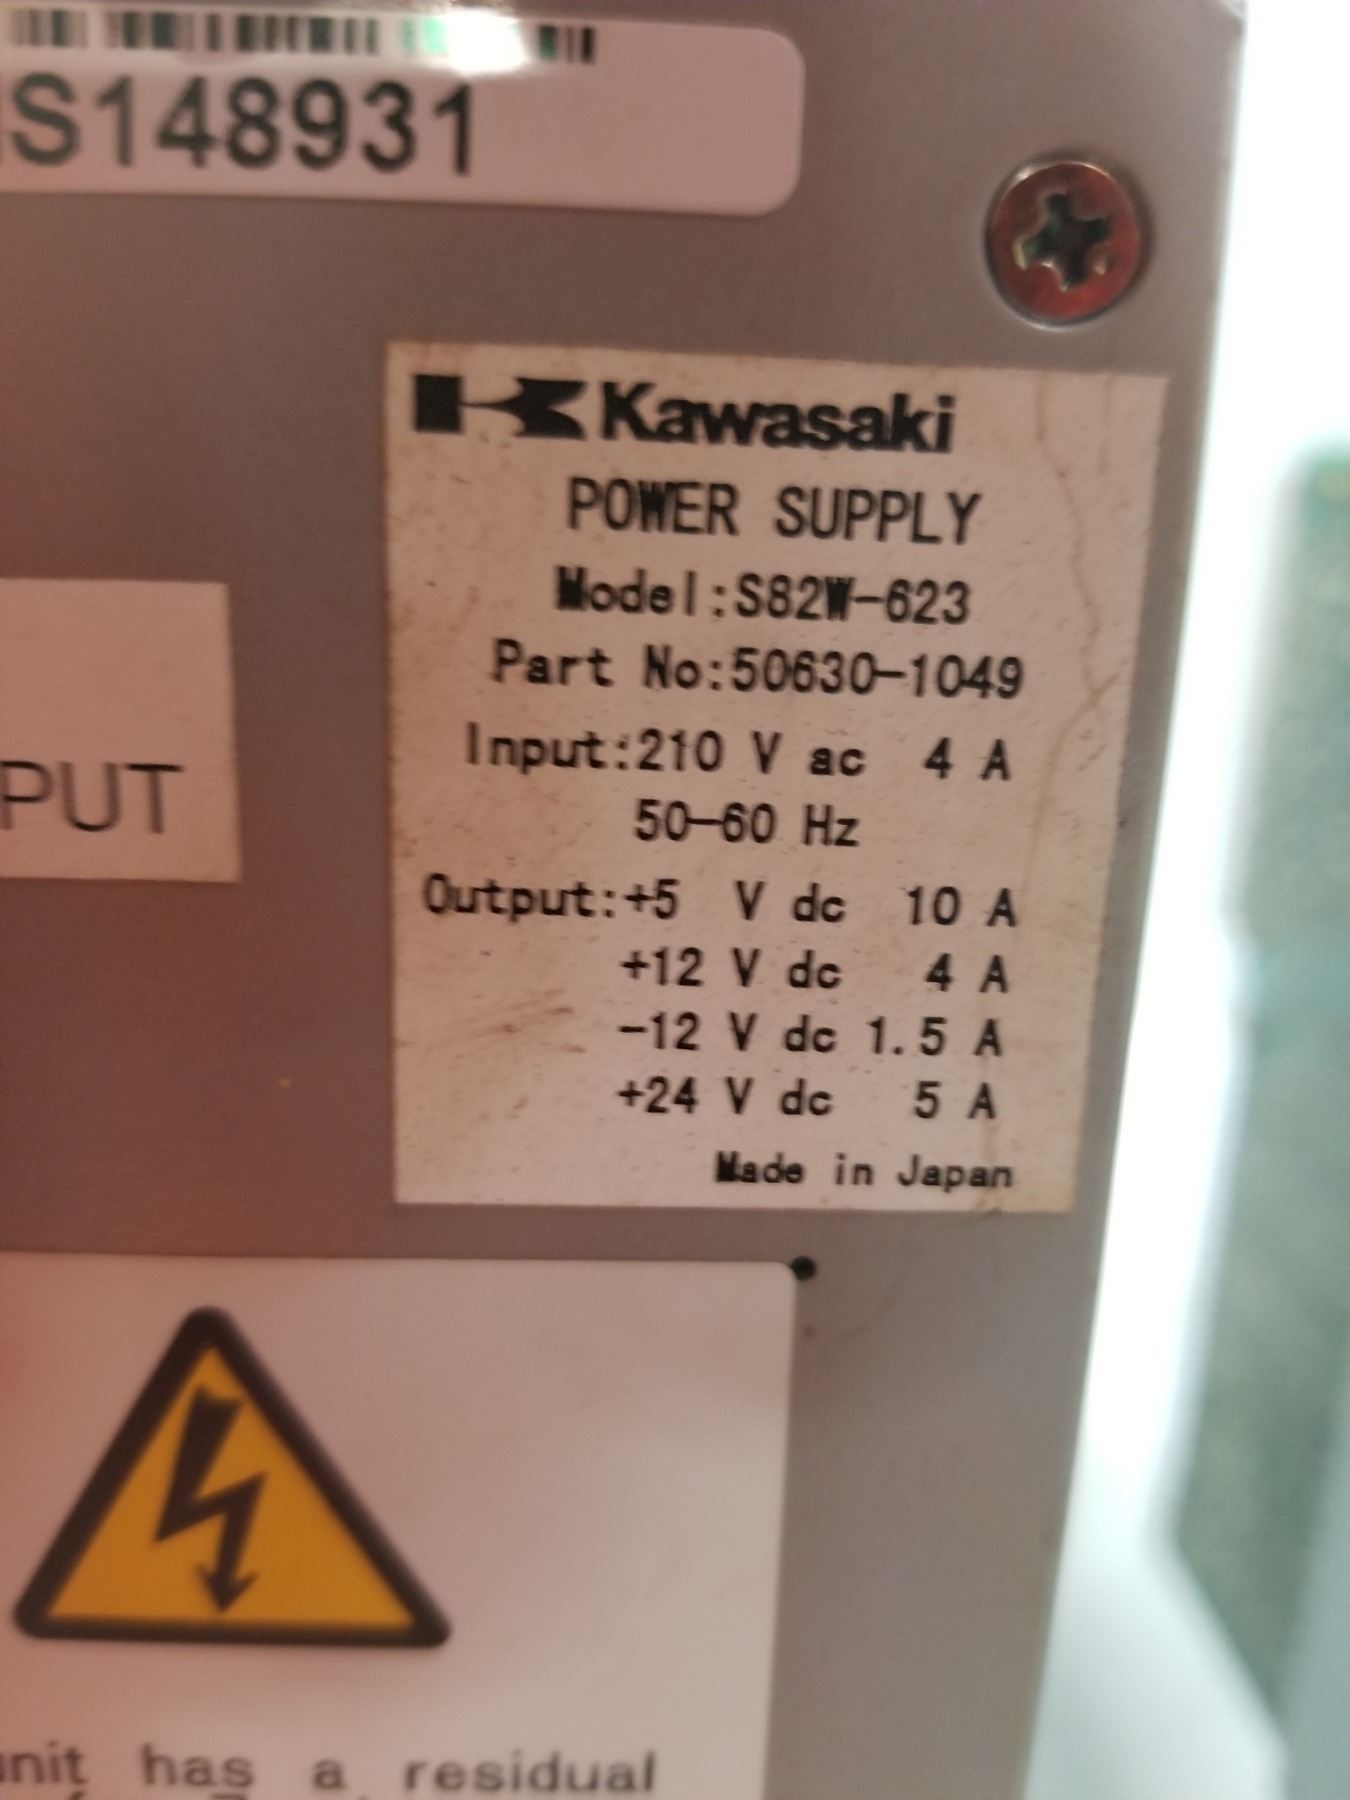 S148931
Kawasaki
POWER SUPPLY
Model:S82W-623
Part No:50630-1049
Input:210 V ac 4 A
50-60 Hz
PUT
Output:+5 V dc 10 A
+12 V dc 4 A
-12 V dc 1.5 A
+24 V dc 5 A
Made in Japan
unit has a residual